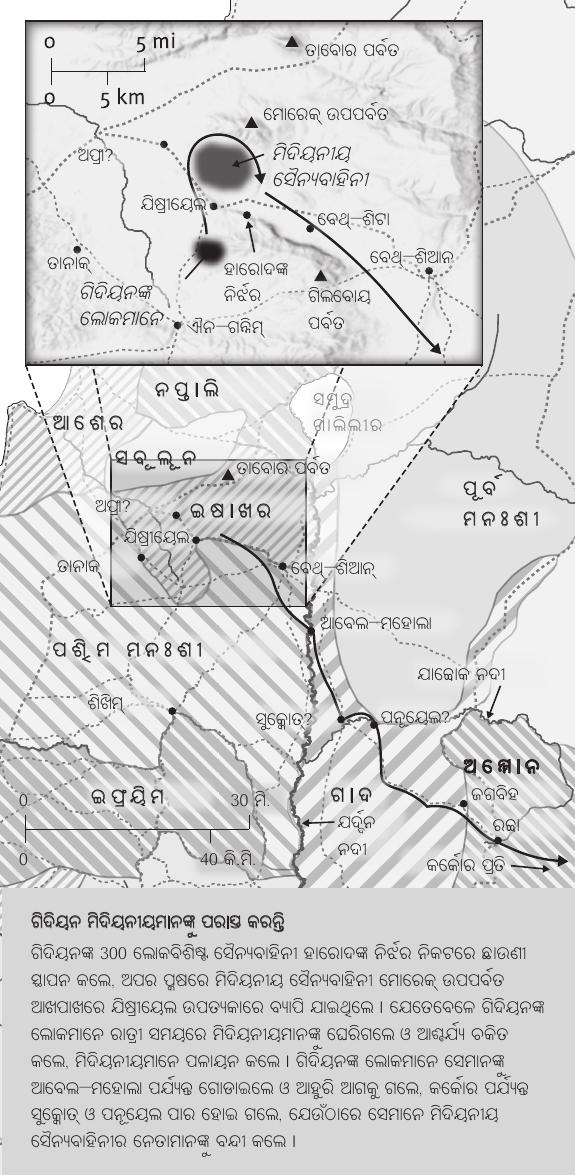 0 5 mi
0 5 km
ତାବୋର ପର୍ବତ
ମୋରେକ୍ ଉପପର୍ବତ
ଅପ୍ରା?
ମିଦିୟନୀୟ
ସୈନ୍ୟବାହିନୀ
ଯିଷ୍ରୀୟେଲ
ବେଥ୍–ଶିଟା
ତାନାକ୍
ହାରୋଦଙ୍କ
ନିର୍ଝର
ବେଥ୍–ଶିଆନ
ଗିଦିୟନଙ୍କ
ଲୋକମାନେ
ଗିଲବୋୟ
ପର୍ବତ
ଐନ–ଗନ୍ନିମ୍
ନପ୍ତାଲି
ଆଶେର
ସମୁଦ୍ର
ଗାଲିଲୀର
ସବୂଲୂନ
ତାବୋର ପର୍ବତ
ପୂର୍ବ
ମନଃଶୀ
ଅପ୍ରା?
ଇଷାଖର
ଯିଷ୍ରୀୟେଲ
ତାନାକ
ବେଥ୍–ଶିଆନ୍
ଆବେଲ–ମହୋଲା
ପଶ୍ଚିମ ମନଃଶୀ
ଯାବ୍ବୋକ ନଦୀ
ଶିଖିମ୍
ସୁକ୍କୋତ?
ପନୂୟେଲ?
ଅମ୍ମୋନ
ଇଫ୍ରୟିମ
ଗାଦ
ଜଗବିହ
0 30 ମି.
ଯର୍ଦ୍ଦନ
ନଦୀ
ରବ୍ବା
0 40 କି.ମି.
କର୍କୋର ପ୍ରତି
ଗିଦିୟନ ମିଦିୟନୀୟମାନଙ୍କୁ ପରାସ୍ତ କରନ୍ତି
ଗିଦିୟନଙ୍କ 300 ଲୋକବିଶିଷ୍ଟ ସୈନ୍ୟବାହିନୀ ହାରୋଦଙ୍କ ନିର୍ଝର ନିକଟରେ ଛାଉଣୀ
ସ୍ଥାପନ କଲେ, ଅପର ପକ୍ଷରେ ମିଦିୟନୀୟ ସୈନ୍ୟବାହିନୀ ମୋରେକ୍ ଉପପର୍ବତ
ଆଖପାଖରେ ଯିଷ୍ରୀୟେଲ ଉପତ୍ୟକାରେ ବ୍ୟାପି ଯାଇଥିଲେ । ଯେତେବେଳେ ଗିଦିୟନଙ୍କ
ଲୋକମାନେ ରାତ୍ରୀ ସମୟରେ ମିଦିୟନୀୟମାନଙ୍କୁ ଘେରିଗଲେ ଓ ଆଶ୍ଚର୍ଯ୍ୟ ଚକିତ
କଲେ, ମିଦିୟନୀୟମାନେ ପଳାୟନ କଲେ । ଗିଦିୟନଙ୍କ ଲୋକମାନେ ସେମାନଙ୍କୁ
ଆବେଲ–ମହୋଲା ପର୍ଯ୍ୟନ୍ତ ଗୋଡାଇଲେ ଓ ଆହୁରି ଆଗକୁ ଗଲେ, କର୍କୋର ପର୍ଯ୍ୟନ୍ତ
ସୁକ୍କୋତ୍ ଓ ପନୂୟେଲ ପାର ହୋଇ ଗଲେ, ଯେଉଁଠାରେ ସେମାନେ ମିଦିୟନୀୟ
ସୈନ୍ୟବାହିନୀର ନେତାମାନଙ୍କୁ ବନ୍ଦୀ କଲେ ।